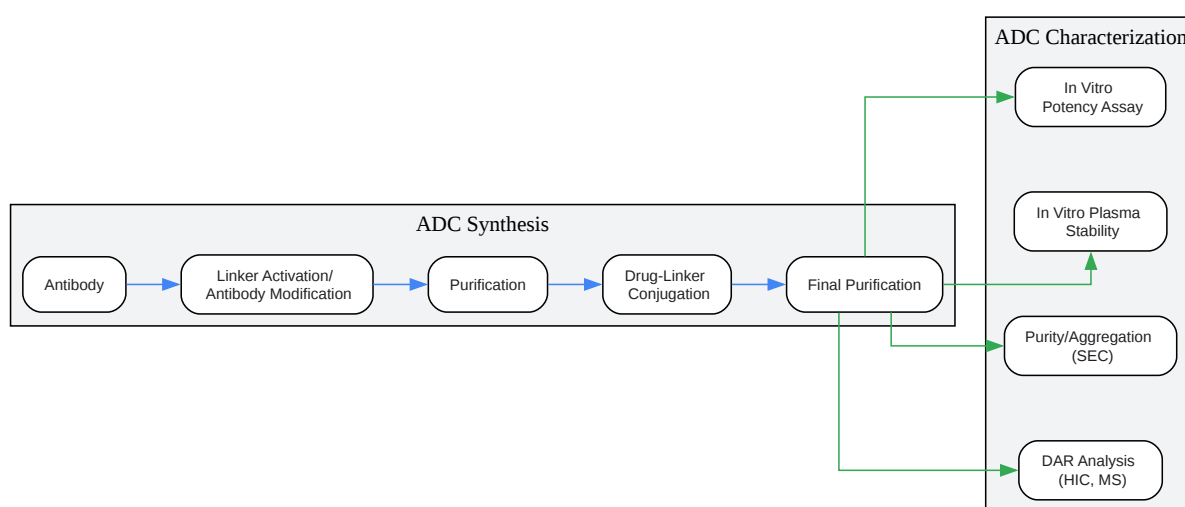 ADC Characterization
In Vitro
Potency Assay
In Vitro Plasma
Stability
ADC Synthesis
Antibody
Linker Activation/
Antibody Modification
Purification
Drug-Linker
Conjugation
Final Purification
Purity/Aggregation
(SEC)
DAR Analysis
(HIC, MS)